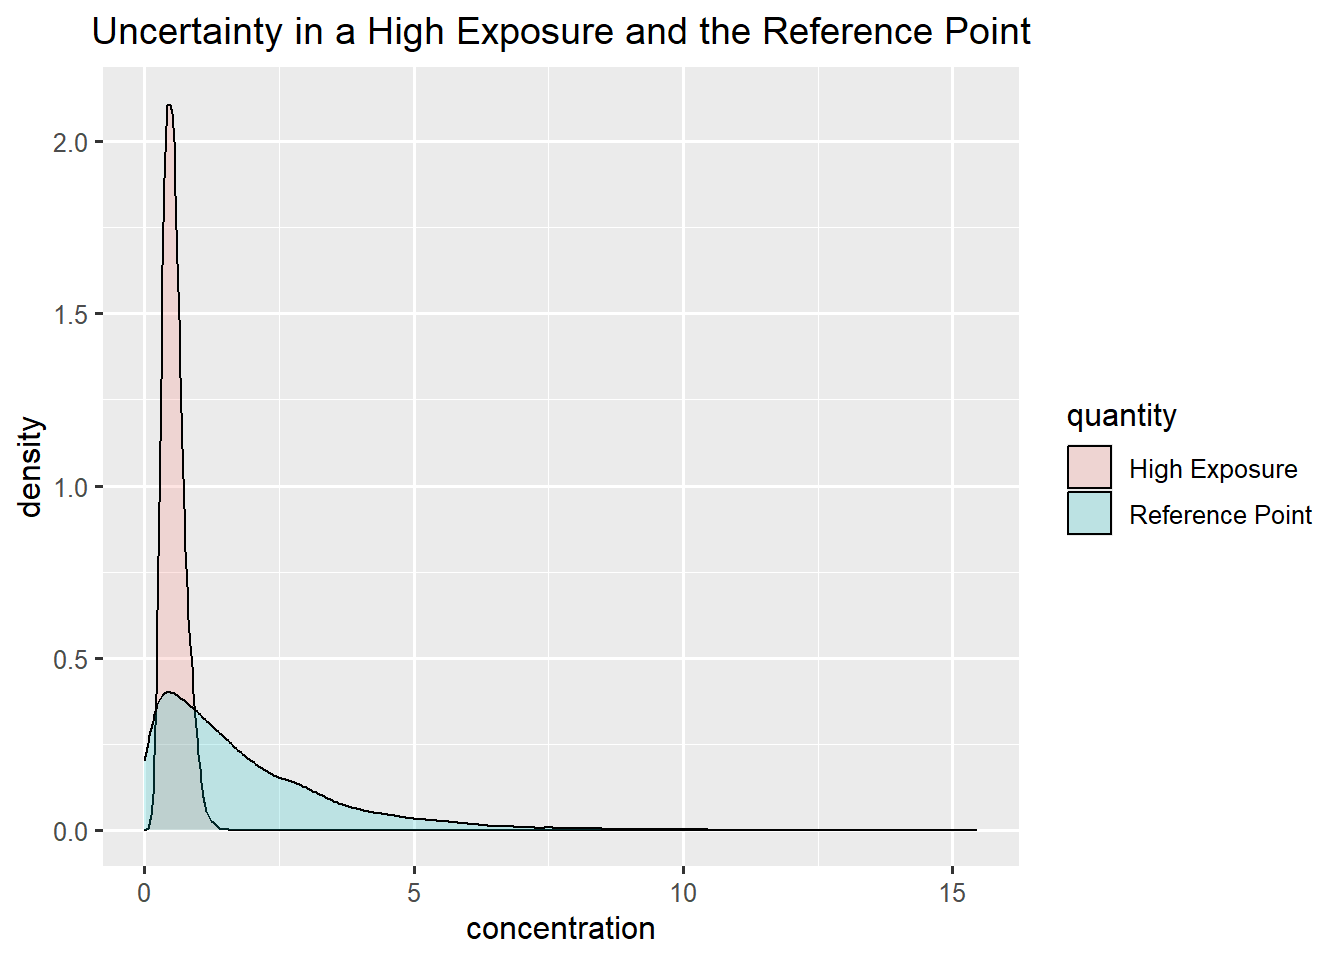 Uncertainty in a High Exposure and the Reference Point
2.0
1.5
1.0
0.5
0.0
density
0
5
10
15
concentration
quantity
High Exposure
Reference Point